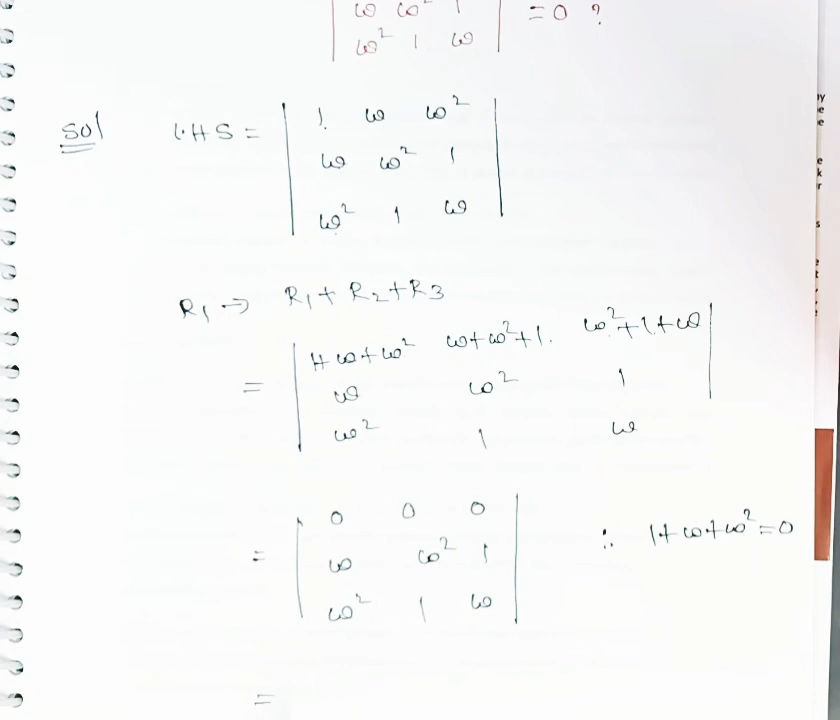 | ω ω² 1 | = 0 ?
| ω² 1 ω |
Sol LHS = | 1 ω ω² |
| ω ω² 1 |
| ω² 1 ω |
R₁ → R₁ + R₂ + R₃
= | 1+ω+ω² ω+ω²+1. ω²+1+ω |
| ω ω² 1 |
| ω² 1 ω |
= | 0 0 0 |
| ω ω² 1 | ∴ 1+ω+ω²=0
| ω² 1 ω |
=